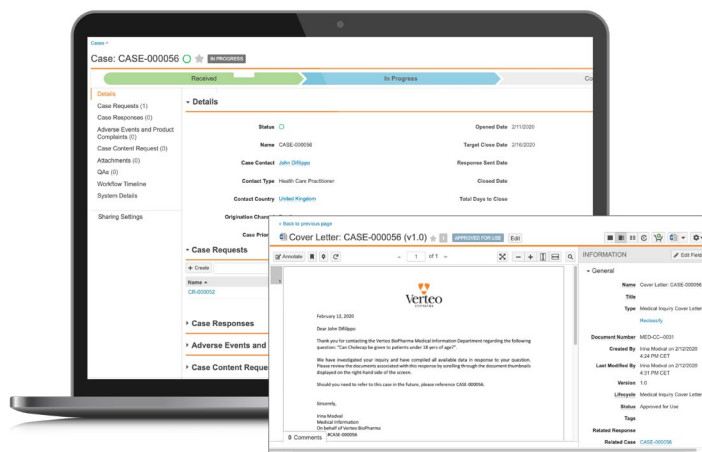 Cases >
Case: CASE-000056 IN PROGRESS
Received In Progress Co
Details
Case Requests (1)
Case Responses (0)
Adverse Events and Product
Complaints (0)
Case Content Request (0)
Attachments (0)
QAs (0)
Workflow Timeline
System Details
Sharing Settings
Details
Status Opened Date 2/11/2020
Name CASE-000056 Target Close Date 2/16/2020
Case Contact John Difilippo Response Sent Date
Contact Type Health Care Practitioner Closed Date
Contact Country United Kingdom Total Days to Close
Origination Chann
Case Prior
Case Requests
+ Create
Name
CR-000052
Case Responses
Adverse Events and
Case Content Reque
< Back to previous page
Cover Letter: CASE-000056 (v1.0) APPROVED FOR USE Edit
Annotate 1 of 1
Verteo
BIOPHARMA
February 12, 2020
Dear John Difilippo:
Thank you for contacting the Verteo BioPharma Medical Information Department regarding the following
question: "Can Cholecap be given to patients under 18 yers of age?".
We have investigated your inquiry and have compiled all available data in response to your question.
Please review the documents associated with this response by scrolling through the document thumbnails
displayed on the right-hand side of the screen.
Should you need to refer to this case in the future, please reference CASE-000056.
Sincerely,
Irina Modval
Medical Information
On behalf of Verteo BioPharma
#CASE-000056
0 Comments
INFORMATION Edit Field
General
Name Cover Letter: CASE-000056
Title
Type Medical Inquiry Cover Letter
Reclassify
Document Number MED-CC--0031
Created By Irina Modval on 2/12/2020
4:24 PM CET
Last Modified By Irina Modval on 2/12/2020
4:31 PM CET
Version 1.0
Lifecycle Medical Inquiry Cover Letter
Status Approved for Use
Tags
Related Response
Related Case CASE-000056